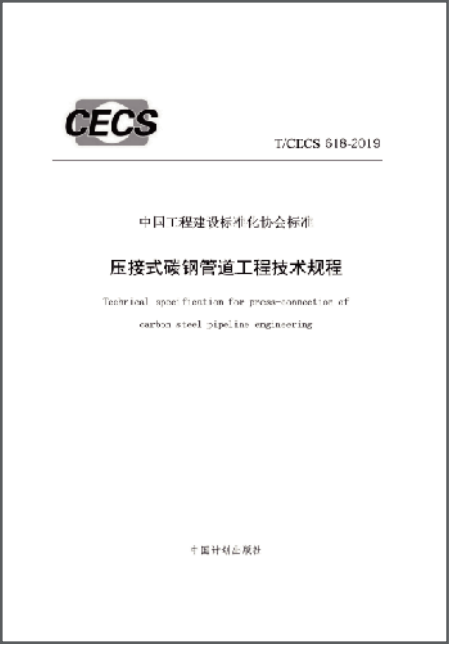 CECS
T/CECS 618-2019
中国工程建设标准化协会标准
压接式碳钢管道工程技术规程
Technical specification for press-connection of
carbon steel pipeline engineering
中国计划出版社